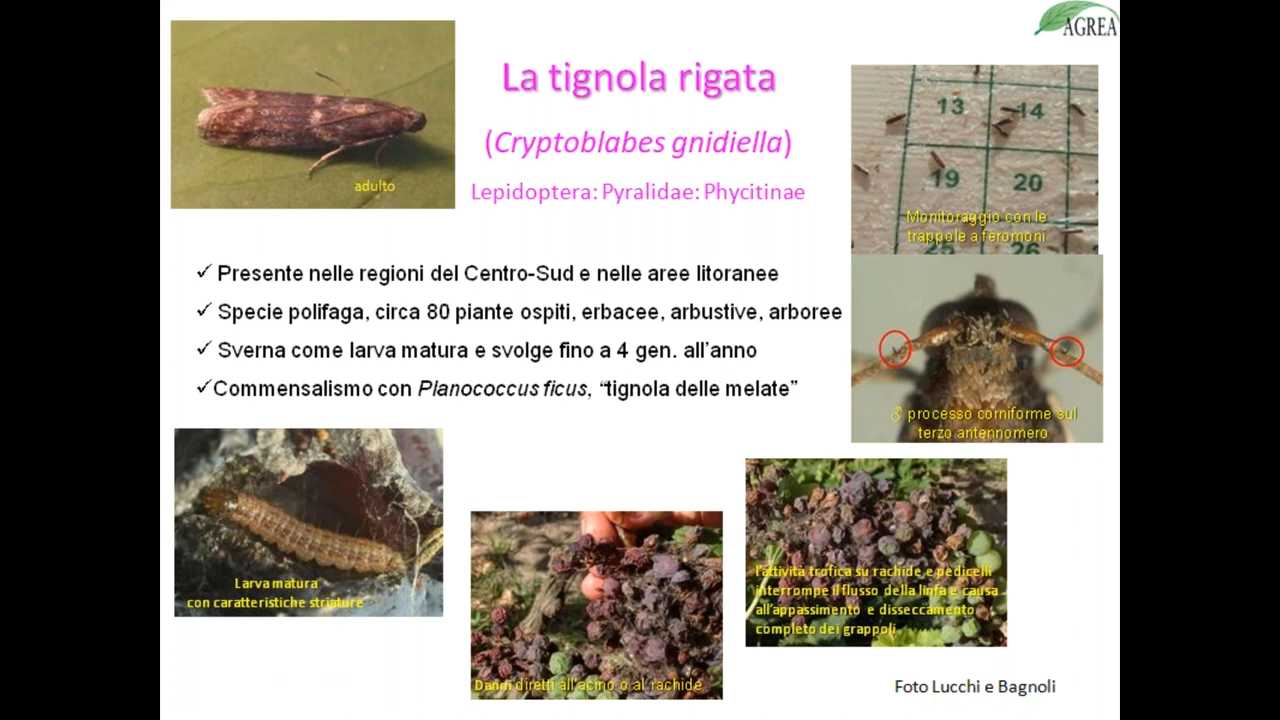 AGREA
La tignola rigata
(Cryptoblabes gnidiella)
Lepidoptera: Pyralidae: Phycitinae
adulto
13 14
19 20
Monitoraggio con le
trappole a feromoni
25 26
✓ Presente nelle regioni del Centro-Sud e nelle aree litoranee
✓ Specie polifaga, circa 80 piante ospiti, erbacee, arbustive, arboree
✓ Sverna come larva matura e svolge fino a 4 gen. all’anno
✓Commensalismo con Planococcus ficus, “tignola delle melate”
♂ processo corniforme sul
terzo antennomero
Larva matura
con caratteristiche striature
Danni diretti all’acino o al rachide
l’attività trofica su rachide e pedicelli
interrompe il flusso della linfa e causa
all’appassimento e disseccamento
completo dei grappoli
Foto Lucchi e Bagnoli